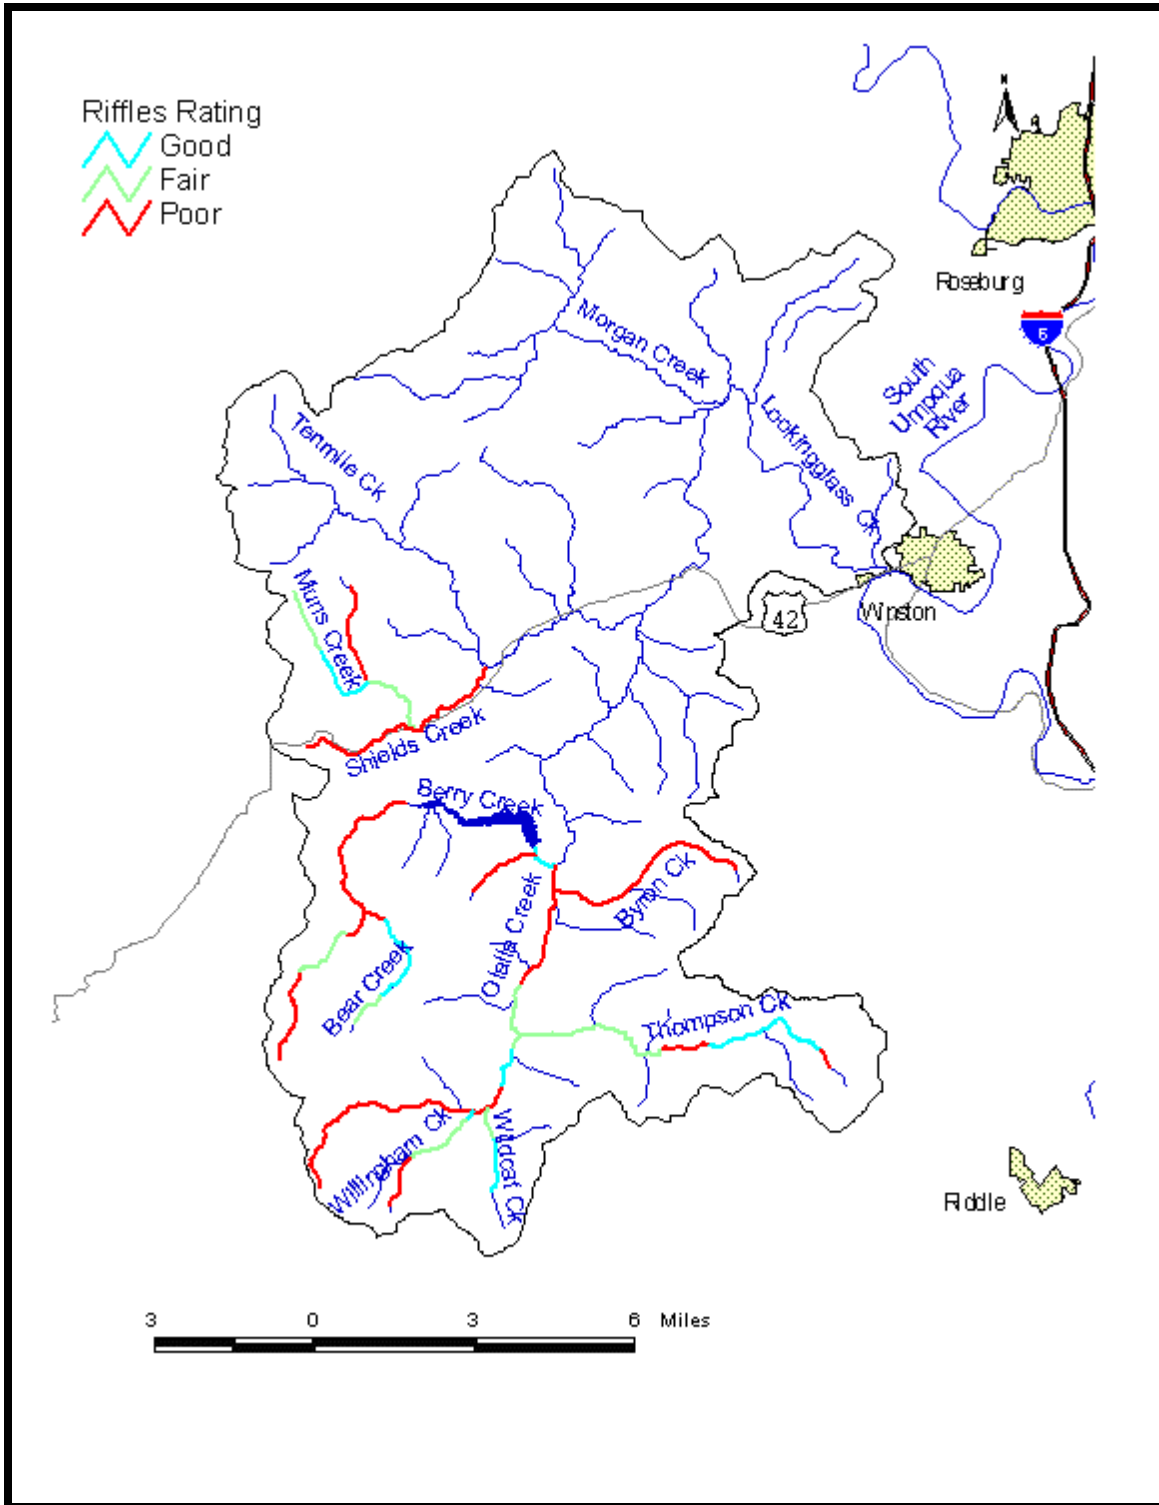 Riffles Rating
Good
Fair
Poor
N
Roseburg
5
South
Umpqua
River
Morgan Creek
Lookingglass Ck
Tenmile Ck
Muns Creek
Winston
42
Shields Creek
Berry Creek
Byron Ck
Olalla Creek
Bear Creek
Thompson Ck
Willingham Ck
Wildcat Ck
Riddle
3 0 3 6 Miles